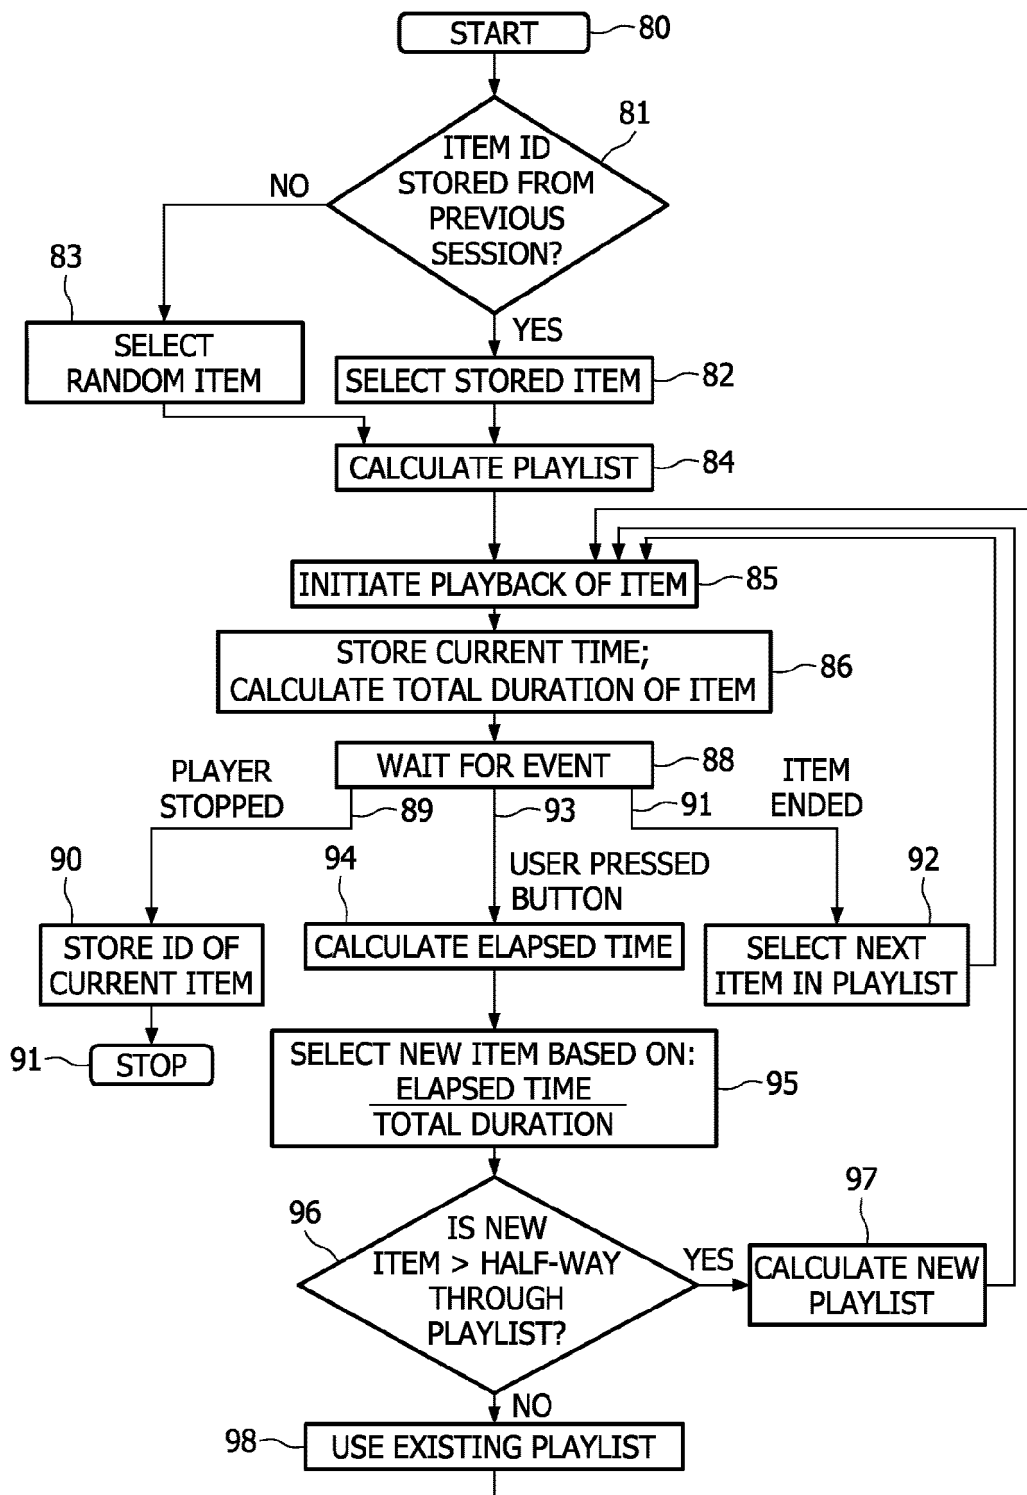 START
80
81
ITEM ID
STORED FROM
PREVIOUS
SESSION?
NO
83
YES
SELECT
RANDOM ITEM
SELECT STORED ITEM
82
CALCULATE PLAYLIST
84
INITIATE PLAYBACK OF ITEM
85
STORE CURRENT TIME;
CALCULATE TOTAL DURATION OF ITEM
86
WAIT FOR EVENT
88
PLAYER
STOPPED
89
93
91
ITEM
ENDED
90
94
USER PRESSED
BUTTON
92
STORE ID OF
CURRENT ITEM
CALCULATE ELAPSED TIME
SELECT NEXT
ITEM IN PLAYLIST
91
STOP
SELECT NEW ITEM BASED ON:
ELAPSED TIME
TOTAL DURATION
95
96
IS NEW
ITEM > HALF-WAY
THROUGH
PLAYLIST?
YES
97
CALCULATE NEW
PLAYLIST
NO
98
USE EXISTING PLAYLIST